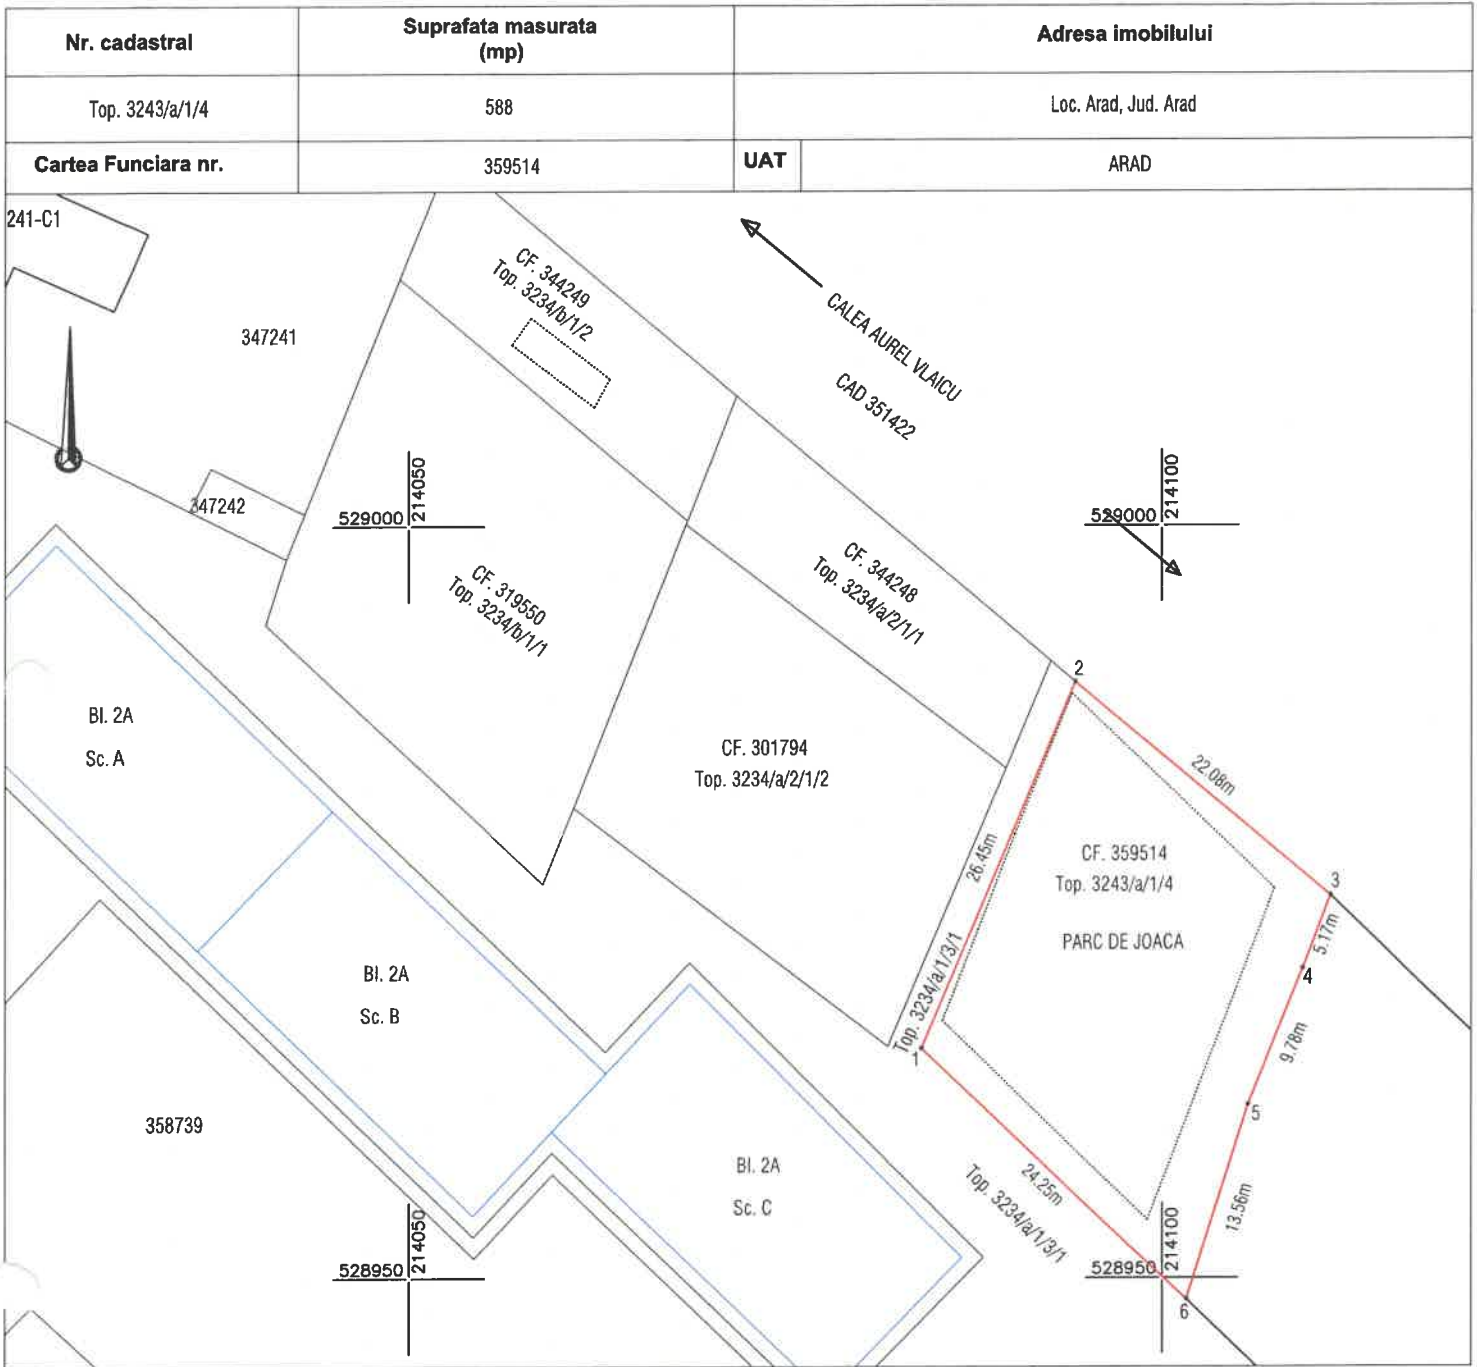 Nr. cadastral
Suprafata masurata
(mp)
Adresa imobilului
Top. 3243/a/1/4
588
Loc. Arad, Jud. Arad
Cartea Funciara nr.
359514
UAT
ARAD
241-C1
CF. 344249
Top. 3234/b/1/2
347241
CALEA AUREL VLAICU
CAD 351422
347242
529000
214050
529000
214100
CF. 319550
Top. 3234/b/1/1
CF. 344248
Top. 3234/a/2/1/1
2
Bl. 2A
Sc. A
CF. 301794
Top. 3234/a/2/1/2
22.08m
26.45m
CF. 359514
Top. 3243/a/1/4
PARC DE JOACA
3
5.17m
4
Top. 3234/a/1/3/1
1
Bl. 2A
Sc. B
9.78m
5
358739
Bl. 2A
Sc. C
24.25m
Top. 3234/a/1/3/1
13.56m
528950
214050
528950
214100
6